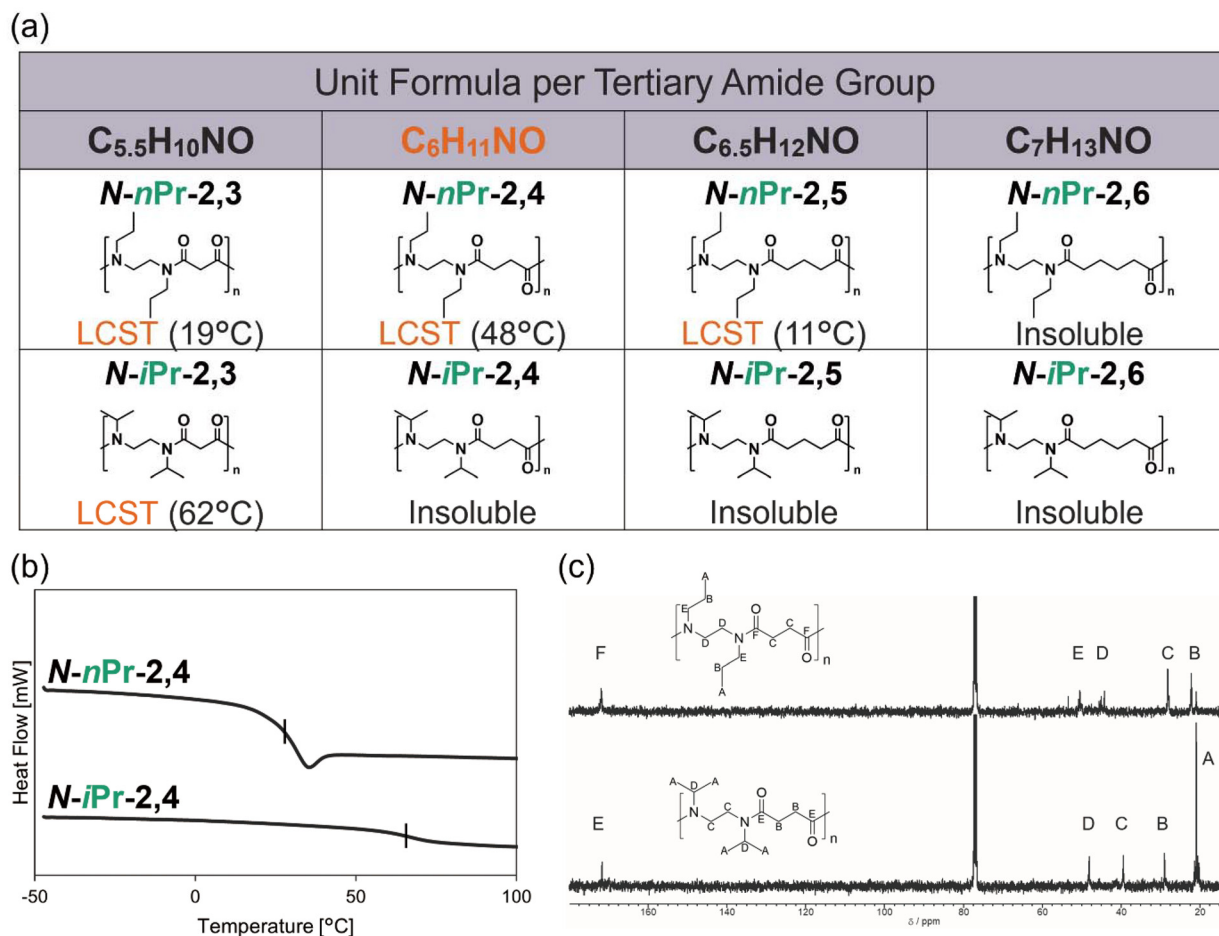 (a)
Unit Formula per Tertiary Amide Group
C5.5H10NO C6H11NO C6.5H12NO C7H13NO
N-nPr-2,3 N-nPr-2,4 N-nPr-2,5 N-nPr-2,6
O O O O O
N N N N N N N N
n n n n
O O O
LCST (19°C) LCST (48°C) LCST (11°C) Insoluble
N-iPr-2,3 N-iPr-2,4 N-iPr-2,5 N-iPr-2,6
O O O O O
N N N N N N N N
n n n n
O O O
LCST (62°C) Insoluble Insoluble Insoluble
(b)
N-nPr-2,4
N-iPr-2,4
Heat Flow [mW]
-50 0 50 100
Temperature [°C]
(c)
A
B
E O
N D C F
D N F C O n
B E
A
F E D C B
A D A
N C O B E
C N E B O n
A D A
E D C B A
160 140 120 100 80 60 40 20
δ / ppm